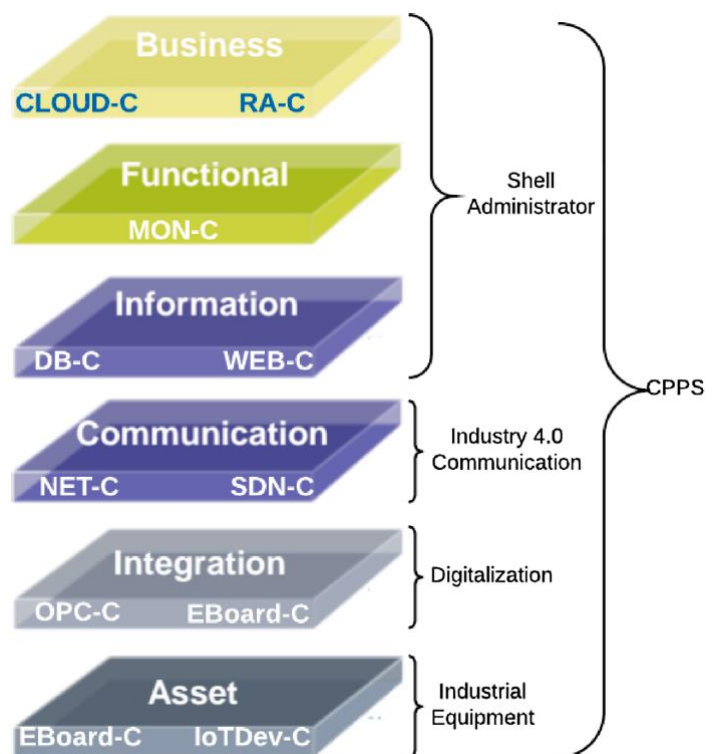 Business
CLOUD-C RA-C
Functional
MON-C
Shell
Administrator
Information
DB-C WEB-C
CPPS
Communication
NET-C SDN-C
Industry 4.0
Communication
Integration
OPC-C EBoard-C
Digitalization
Asset
EBoard-C IoTDev-C
Industrial
Equipment